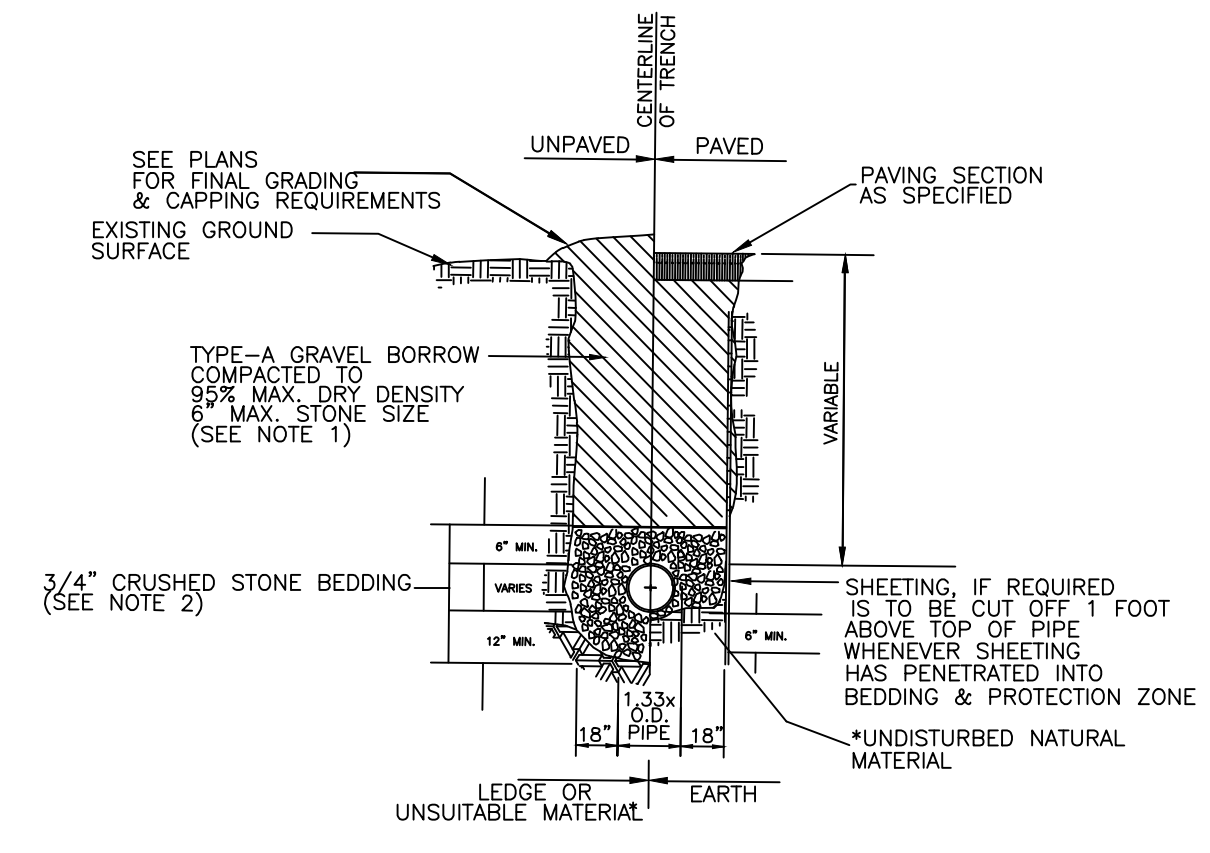 CENTERLINE
OF TRENCH
UNPAVED
PAVED
SEE PLANS
FOR FINAL GRADING
& CAPPING REQUIREMENTS
PAVING SECTION
AS SPECIFIED
EXISTING GROUND
SURFACE
TYPE-A GRAVEL BORROW
COMPACTED TO
95% MAX. DRY DENSITY
6" MAX. STONE SIZE
(SEE NOTE 1)
VARIABLE
6" MIN.
3/4" CRUSHED STONE BEDDING
(SEE NOTE 2)
VARIES
12" MIN.
6" MIN.
SHEETING, IF REQUIRED
IS TO BE CUT OFF 1 FOOT
ABOVE TOP OF PIPE
WHENEVER SHEETING
HAS PENETRATED INTO
BEDDING & PROTECTION ZONE
1.33x
O.D.
PIPE
18"
18"
*UNDISTURBED NATURAL
MATERIAL
LEDGE OR
UNSUITABLE MATERIAL*
EARTH